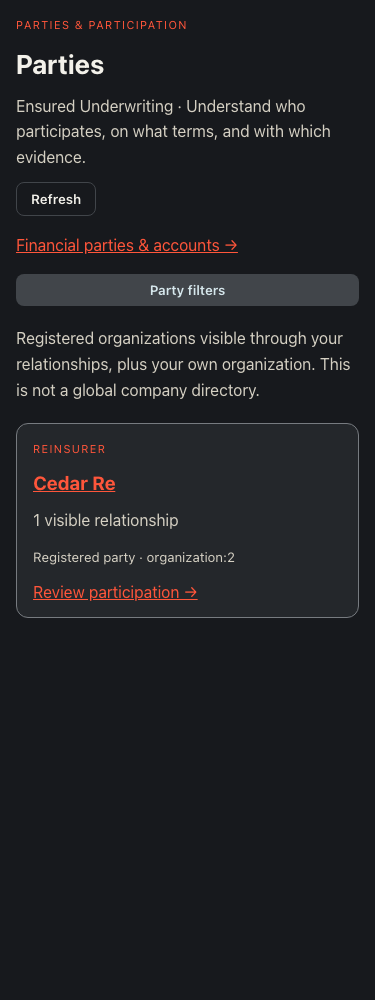 PARTIES & PARTICIPATION
Parties
Ensured Underwriting · Understand who
participates, on what terms, and with which
evidence.
Refresh
Financial parties & accounts →
Party filters
Registered organizations visible through your
relationships, plus your own organization. This
is not a global company directory.
REINSURER
Cedar Re
1 visible relationship
Registered party · organization:2
Review participation →